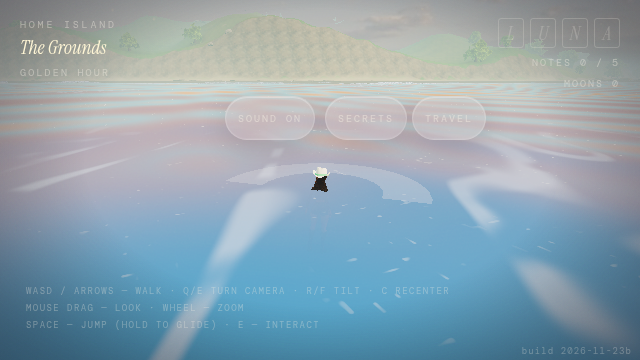 HOME ISLAND
The Grounds
GOLDEN HOUR
L U N A
NOTES 0 / 5
MOONS 0
SOUND ON SECRETS TRAVEL
WASD / ARROWS — WALK · Q/E TURN CAMERA · R/F TILT · C RECENTER
MOUSE DRAG — LOOK · WHEEL — ZOOM
SPACE — JUMP (HOLD TO GLIDE) · E — INTERACT
build 2026-11-23b